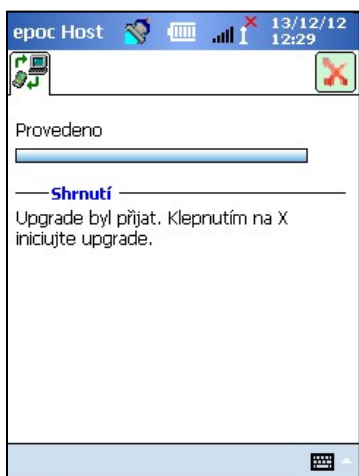 epoc Host 13/12/12
12:29
Provedeno
Shrnutí
Upgrade byl přijat. Klepnutím na X
iniciujte upgrade.